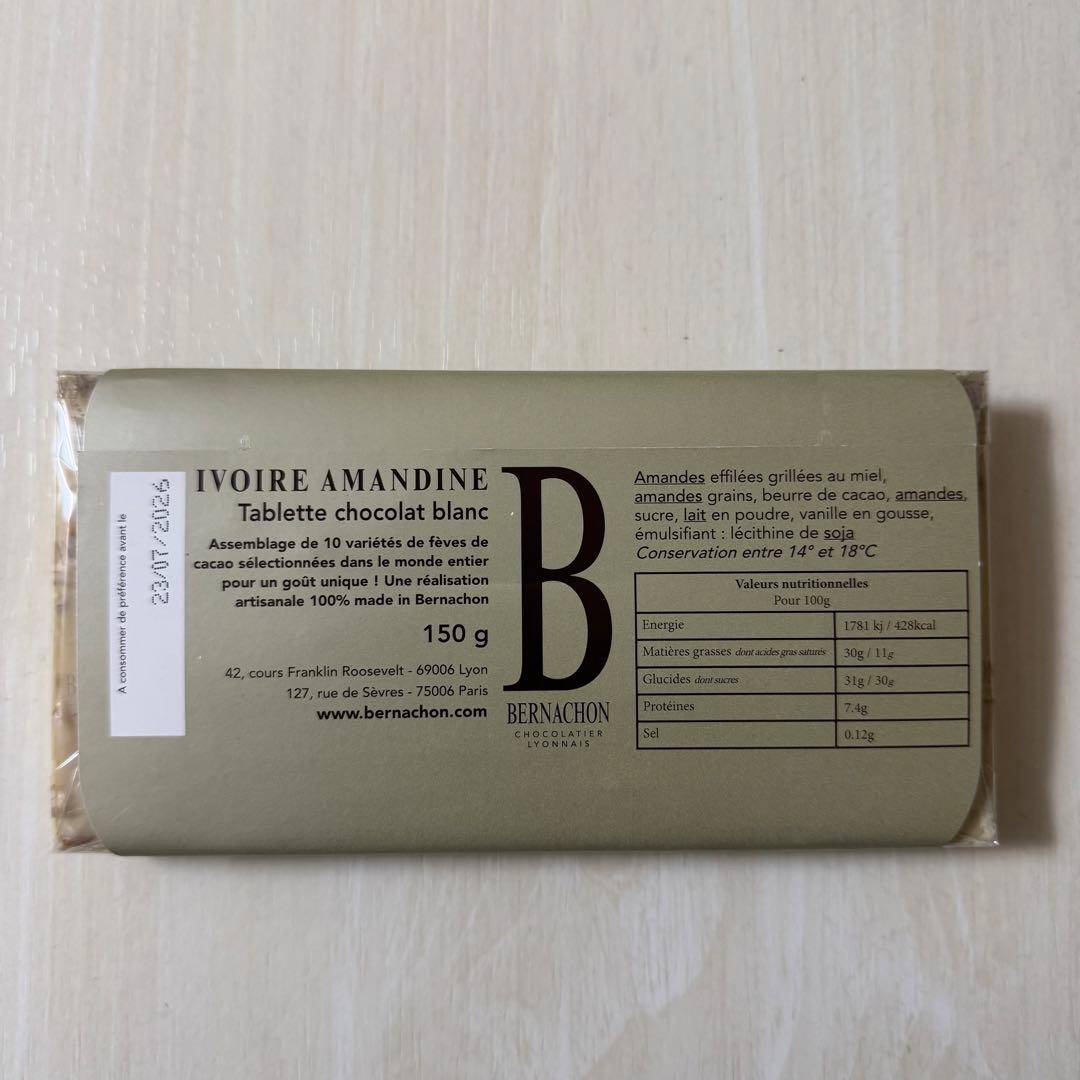 A consommer de préférence avant le
23/07/2026
IVOIRE AMANDINE
Tablette chocolat blanc
Assemblage de 10 variétés de fèves de
cacao sélectionnées dans le monde entier
pour un goût unique ! Une réalisation
artisanale 100% made in Bernachon
150 g
42, cours Franklin Roosevelt - 69006 Lyon
127, rue de Sèvres - 75006 Paris
www.bernachon.com
B
BERNACHON
CHOCOLATIER
LYONNAIS
Amandes effilées grillées au miel,
amandes grains, beurre de cacao, amandes,
sucre, lait en poudre, vanille en gousse,
émulsifiant : lécithine de soja
Conservation entre 14° et 18°C
Valeurs nutritionnelles
Pour 100g
Energie 1781 kj / 428kcal
Matières grasses dont acides gras saturés 30g / 11g
Glucides dont sucres 31g / 30g
Protéines 7.4g
Sel 0.12g